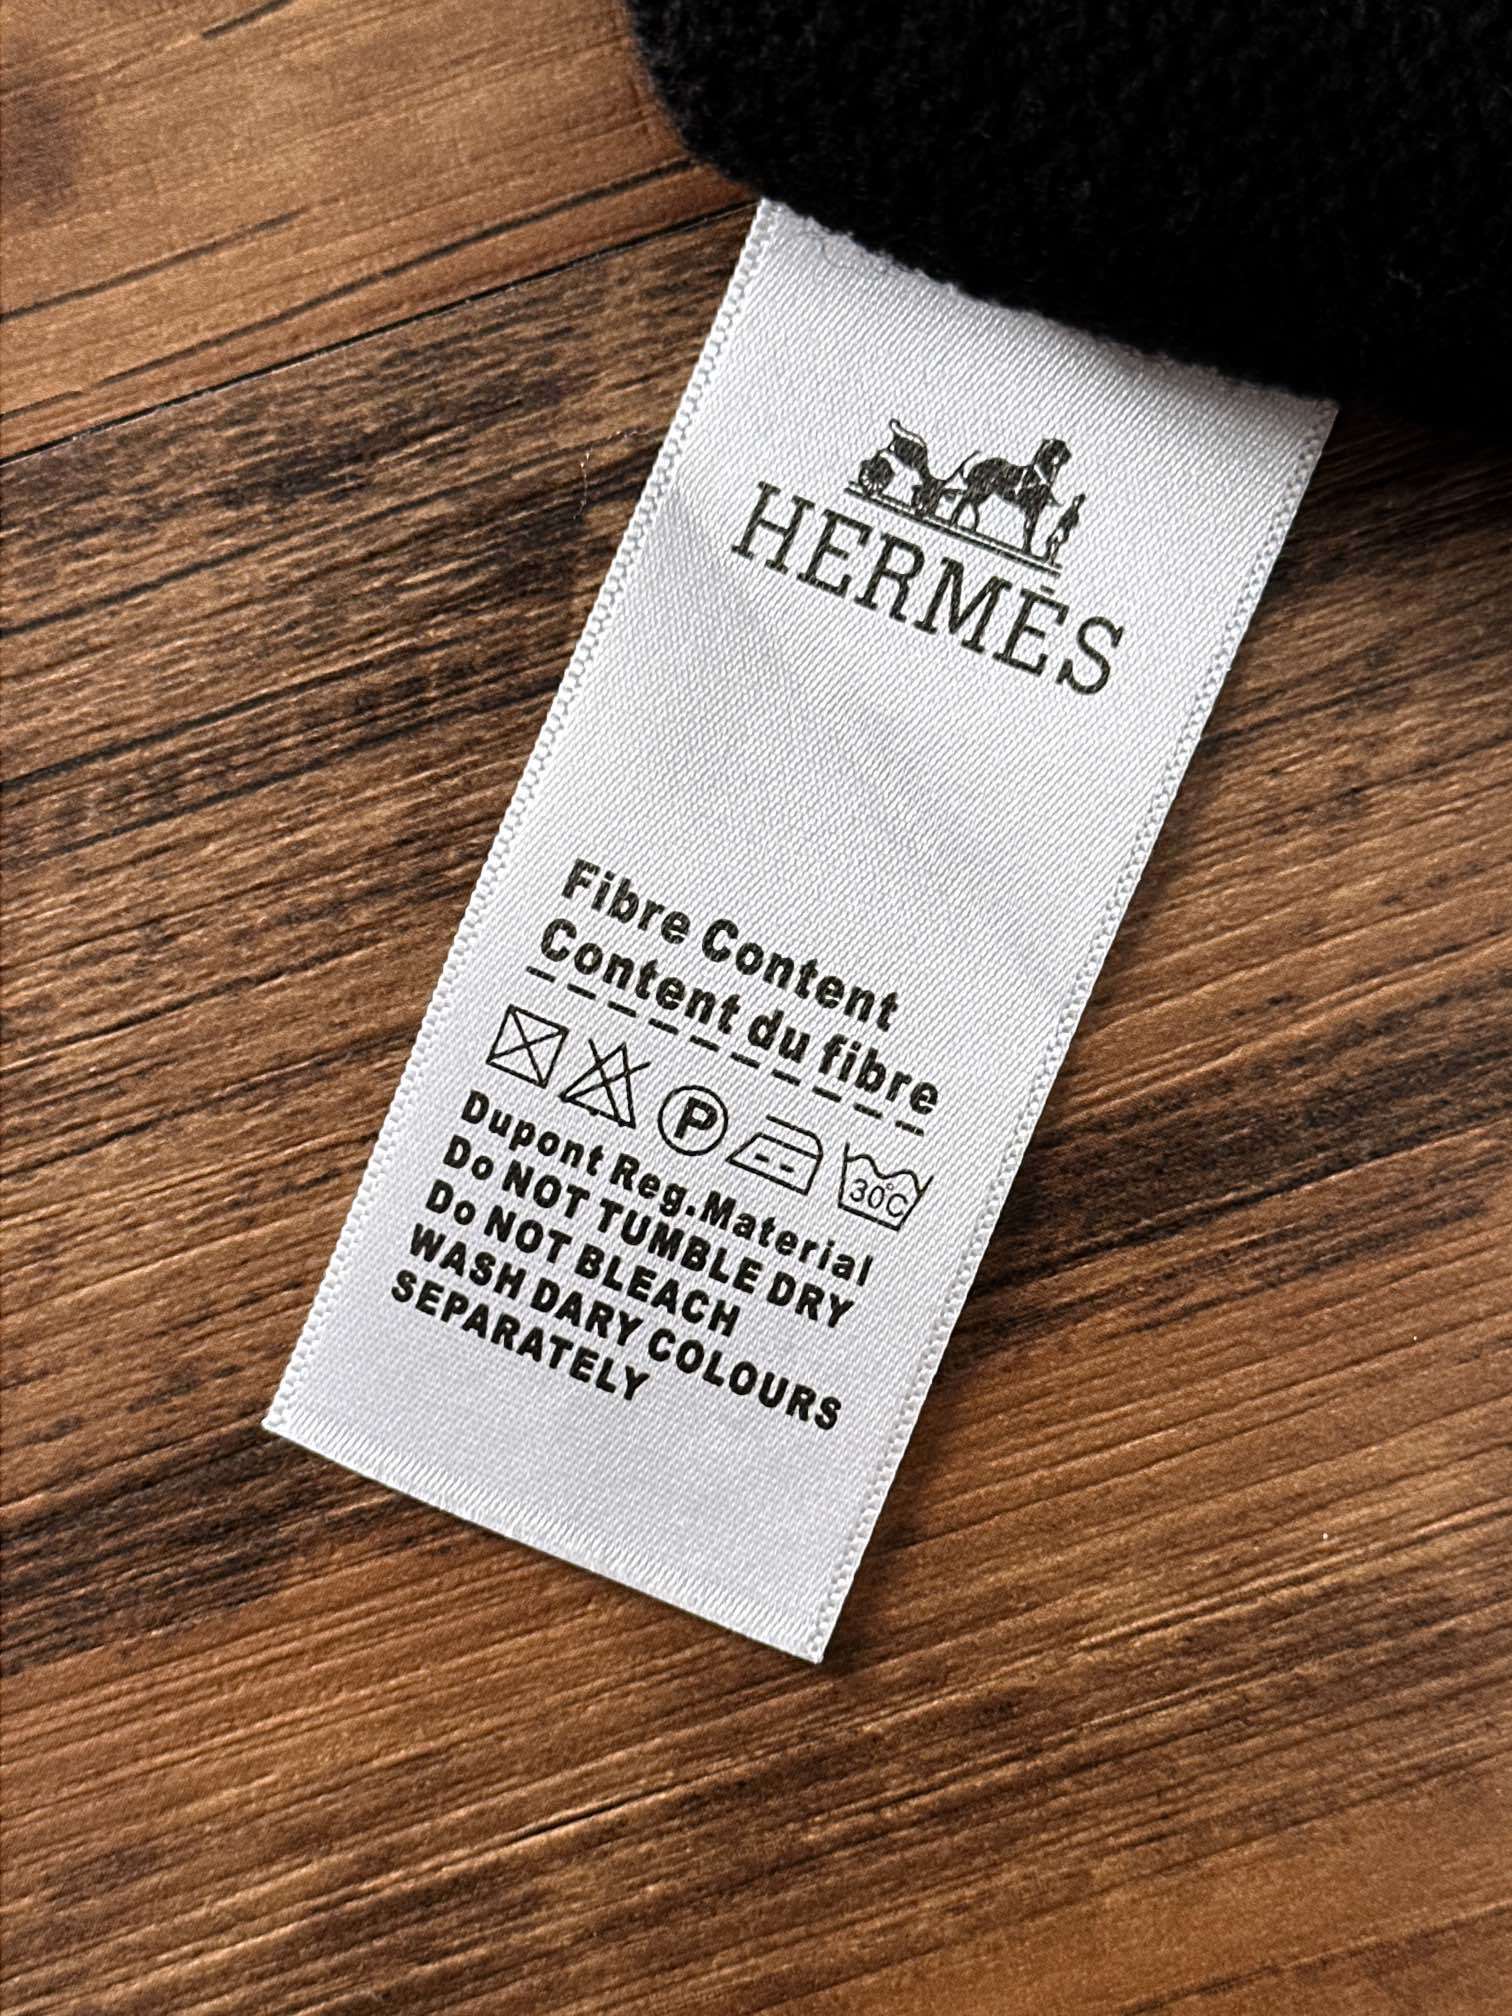 HERMÈS
Fibre Content
Content du fibre
P
30°C
Dupont Reg.Material
Do NOT TUMBLE DRY
Do NOT BLEACH
WASH DARY COLOURS
SEPARATELY